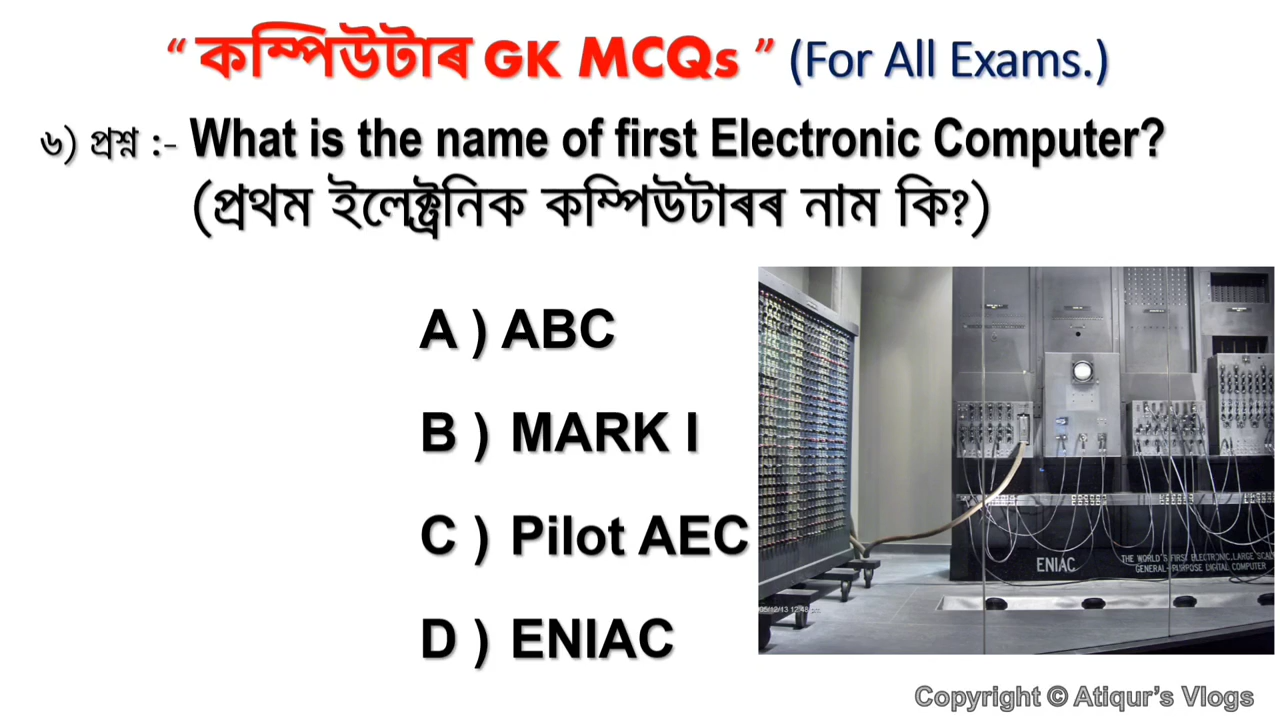 “ কম্পিউটাৰ GK MCQs ” (For All Exams.)
৬) প্ৰশ্ন :- What is the name of first Electronic Computer?
(প্ৰথম ইলেক্ট্ৰনিক কম্পিউটাৰৰ নাম কি?)
A ) ABC
B ) MARK I
C ) Pilot AEC
D ) ENIAC
ENIAC
THE WORLD'S FIRST ELECTRONIC, LARGE SCAL
GENERAL-PURPOSE DIGITAL COMPUTER
Copyright © Atiqur's Vlogs